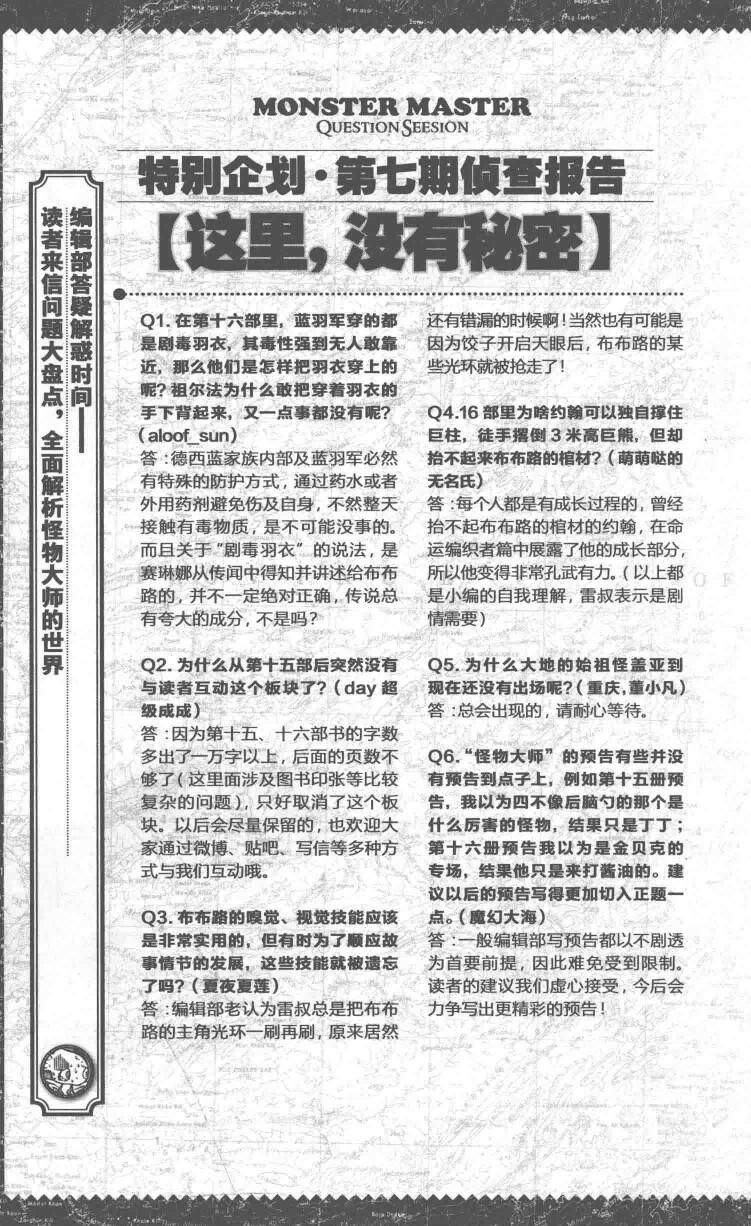 MONSTER MASTER
QUESTION SEESION
特别企划·第七期侦查报告
【这里，没有秘密】
编辑部答疑解惑时间——
读者来信问题大盘点，全面解析怪物大师的世界
Q1. 在第十六部里，蓝羽军穿的都
是剧毒羽衣，其毒性强到无人敢靠
近，那么他们是怎样把羽衣穿上的
呢？祖尔法为什么敢把穿着羽衣的
手下背起来，又一点事都没有呢？
（aloof_sun）
答：德西蓝家族内部及蓝羽军必然
有特殊的防护方式，通过药水或者
外用药剂避免伤及自身，不然整天
接触有毒物质，是不可能没事的。
而且关于“剧毒羽衣”的说法，是
赛琳娜从传闻中得知并讲述给布布
路的，并不一定绝对正确，传说总
有夸大的成分，不是吗？
Q2. 为什么从第十五部后突然没有
与读者互动这个板块了？（day 超
级成成）
答：因为第十五、十六部书的字数
多出了一万字以上，后面的页数不
够了（这里面涉及图书印张等比较
复杂的问题），只好取消了这个板
块。以后会尽量保留的，也欢迎大
家通过微博、贴吧、写信等多种方
式与我们互动哦。
Q3. 布布路的嗅觉、视觉技能应该
是非常实用的，但有时为了顺应故
事情节的发展，这些技能就被遗忘
了吗？（夏夜夏莲）
答：编辑部老认为雷叔总是把布布
路的主角光环一刷再刷，原来居然
还有错漏的时候啊！当然也有可能是
因为饺子开启天眼后，布布路的某
些光环就被抢走了！
Q4.16 部里为啥约翰可以独自撑住
巨柱，徒手撂倒 3 米高巨熊，但却
抬不起来布布路的棺材？（萌萌哒的
无名氏）
答：每个人都是有成长过程的，曾经
抬不起布布路的棺材的约翰，在命
运编织者篇中展露了他的成长部分，
所以他变得非常孔武有力。（以上都
是小编的自我理解，雷叔表示是剧
情需要）
Q5. 为什么大地的始祖怪盖亚到
现在还没有出场呢？（重庆，董小凡）
答：总会出现的，请耐心等待。
Q6.“怪物大师”的预告有些并没
有预告到点子上，例如第十五册预
告，我以为四不像后脑勺的那个是
什么厉害的怪物，结果只是丁丁；
第十六册预告我以为是金贝克的
专场，结果他只是来打酱油的。建
议以后的预告写得更加切入正题一
点。（魔幻大海）
答：一般编辑部写预告都以不剧透
为首要前提，因此难免受到限制。
读者的建议我们虚心接受，今后会
力争写出更精彩的预告！